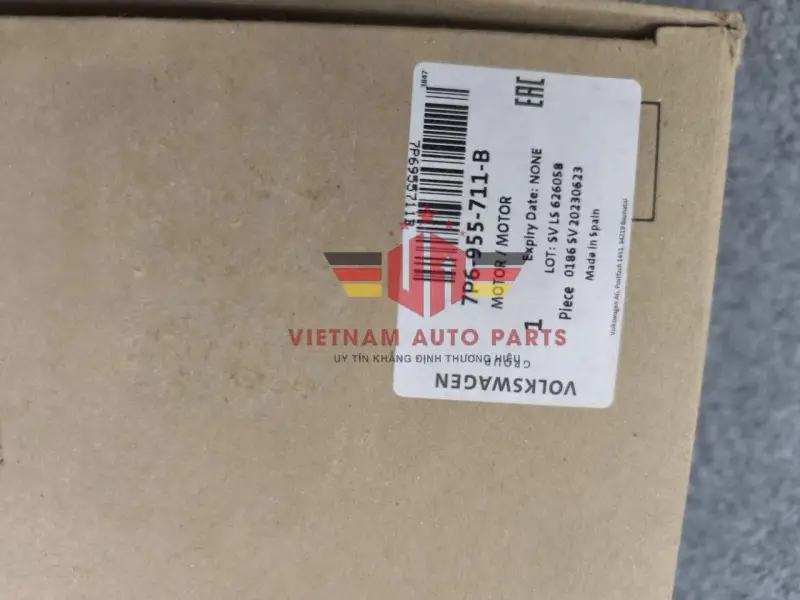 VOLKSWAGEN
GROUP
1847
7P6955711B
7P6-955-711-B
MOTOR / MOTOR
1
Piece
Expiry Date: NONE
LOT: SV LS 626058
0186 SV 20230623
Made in Spain
EAC
VIETNAM AUTO PARTS
UY TÍN KHẲNG ĐỊNH THƯƠNG HIỆU